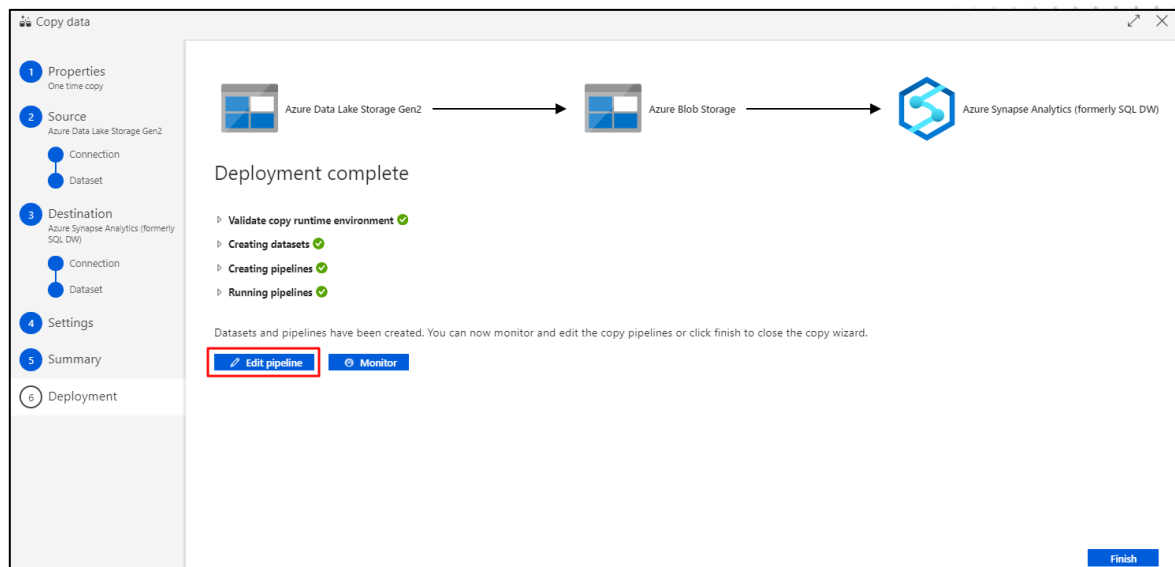 Copy data
1 Properties
One time copy
2 Source
Azure Data Lake Storage Gen2
Connection
Dataset
3 Destination
Azure Synapse Analytics (formerly
SQL DW)
Connection
Dataset
4 Settings
5 Summary
6 Deployment
Azure Data Lake Storage Gen2
Azure Blob Storage
Azure Synapse Analytics (formerly SQL DW)
Deployment complete
Validate copy runtime environment
Creating datasets
Creating pipelines
Running pipelines
Datasets and pipelines have been created. You can now monitor and edit the copy pipelines or click finish to close the copy wizard.
Edit pipeline
Monitor
Finish